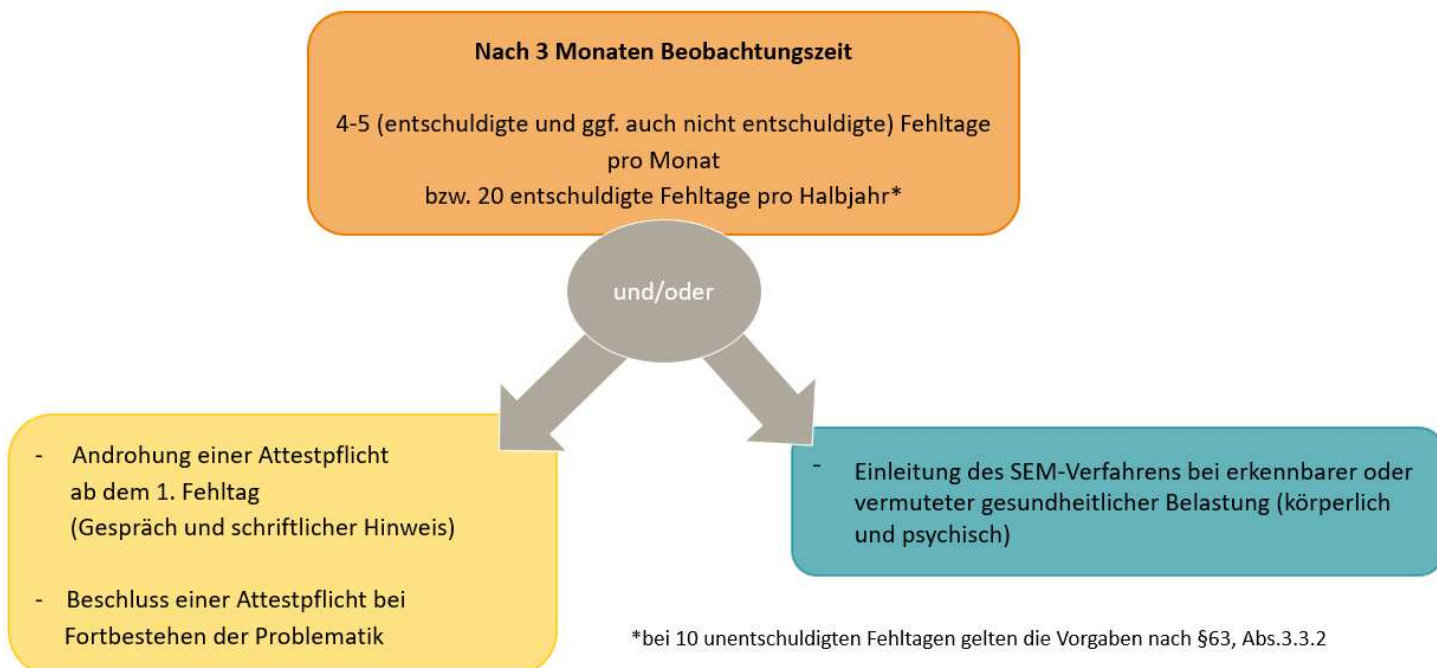 Nach 3 Monaten Beobachtungszeit
4-5 (entschuldigte und ggf. auch nicht entschuldigte) Fehltage
pro Monat
bzw. 20 entschuldigte Fehltage pro Halbjahr*
und/oder
- Androhung einer Attestpflicht
ab dem 1. Fehltag
(Gespräch und schriftlicher Hinweis)
- Beschluss einer Attestpflicht bei
Fortbestehen der Problematik
- Einleitung des SEM-Verfahrens bei erkennbarer oder
vermuteter gesundheitlicher Belastung (körperlich
und psychisch)
*bei 10 unentschuldigten Fehltagen gelten die Vorgaben nach §63, Abs.3.3.2